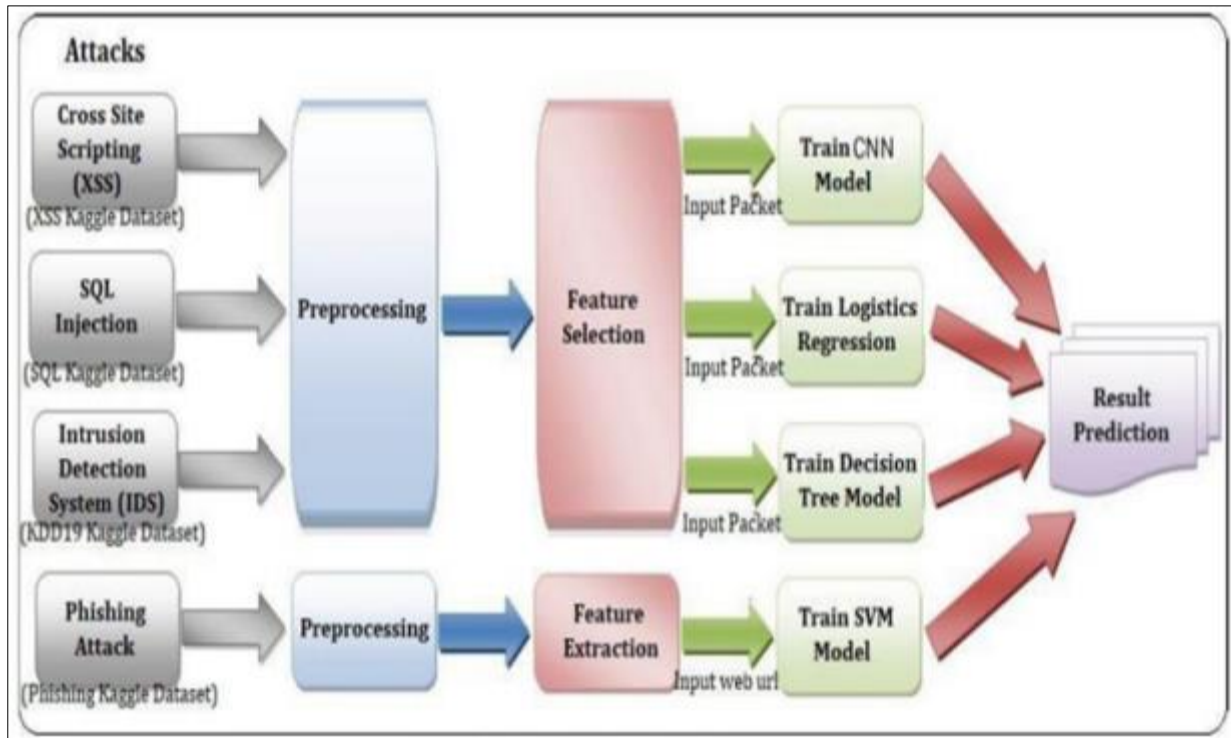 Attacks
Cross Site
Scripting
(XSS)
(XSS Kaggle Dataset)
SQL
Injection
(SQL Kaggle Dataset)
Intrusion
Detection
System (IDS)
(KDD19 Kaggle Dataset)
Phishing
Attack
(Phishing Kaggle Dataset)
Preprocessing
Preprocessing
Feature
Selection
Feature
Extraction
Input Packet
Input Packet
Input Packet
Input web url
Train CNN
Model
Train Logistics
Regression
Train Decision
Tree Model
Train SVM
Model
Result
Prediction